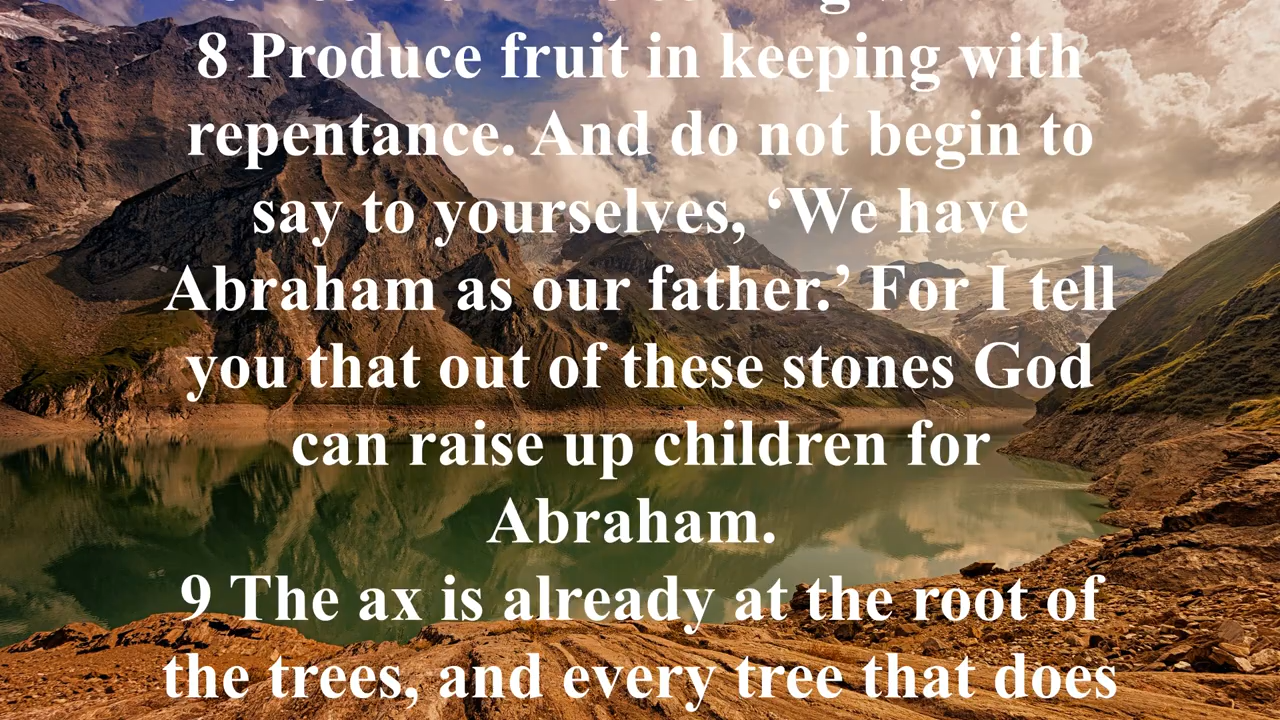 8 Produce fruit in keeping with
repentance. And do not begin to
say to yourselves, ‘We have
Abraham as our father.’ For I tell
you that out of these stones God
can raise up children for
Abraham.
9 The ax is already at the root of
the trees, and every tree that does